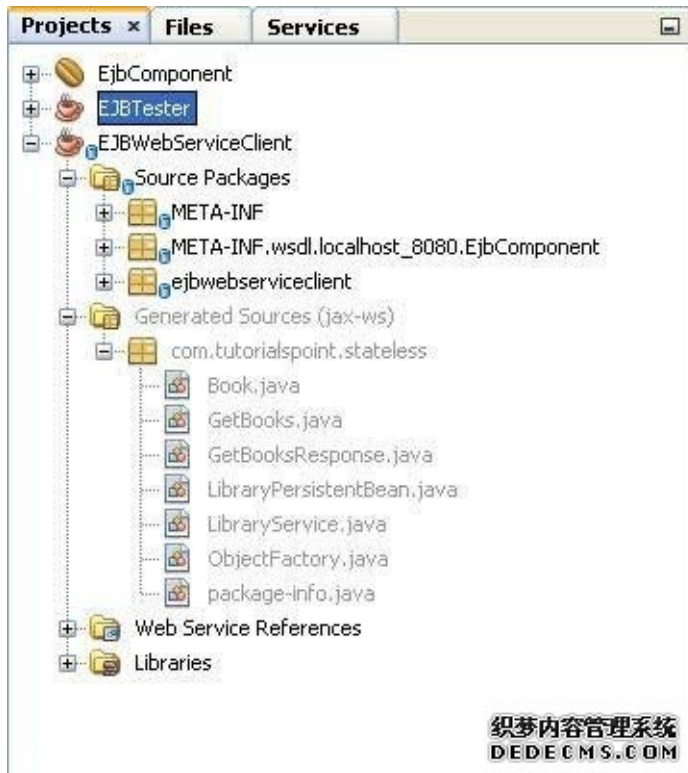 Projects × Files Services
EjbComponent
EJBTester
EJBWebServiceClient
Source Packages
META-INF
META-INF.wsdl.localhost_8080.EjbComponent
ejbwebserviceclient
Generated Sources (jax-ws)
com.tutorialspoint.stateless
Book.java
GetBooks.java
GetBooksResponse.java
LibraryPersistentBean.java
LibraryService.java
ObjectFactory.java
package-info.java
Web Service References
Libraries
织梦内容管理系统
DEDECMS.COM